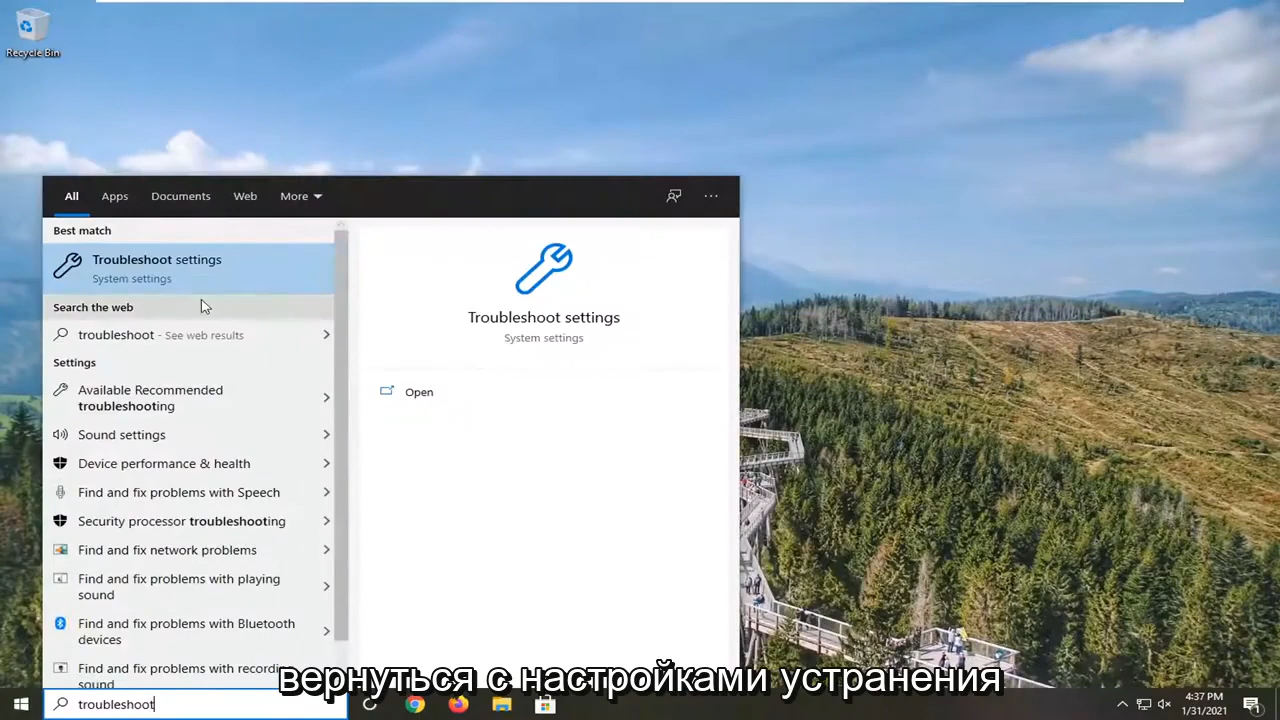 Recycle Bin
All Apps Documents Web More
Best match
Troubleshoot settings
System settings
Search the web
troubleshoot - See web results
Settings
Available Recommended
troubleshooting
Sound settings
Device performance & health
Find and fix problems with Speech
Security processor troubleshooting
Find and fix network problems
Find and fix problems with playing
sound
Find and fix problems with Bluetooth
devices
Find and fix problems with recording
sound
Troubleshoot settings
System settings
Open
вернуться с настройками устранения
troubleshoot
4:37 PM
1/31/2021
1